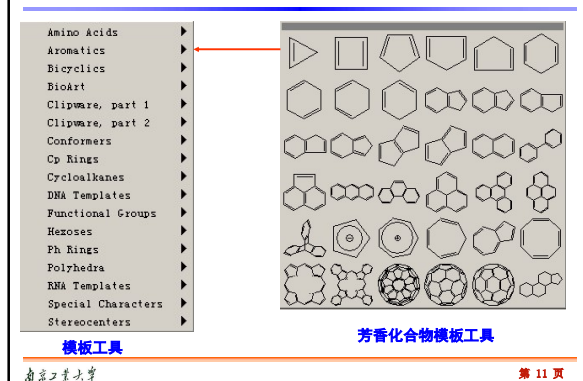 Amino Acids
Aromatics
Bicyclics
BioArt
Clipware, part 1
Clipware, part 2
Conformers
Cp Rings
Cycloalkanes
DNA Templates
Functional Groups
Hexoses
Ph Rings
Polyhedra
RNA Templates
Special Characters
Stereocenters
模板工具
芳香化合物模板工具
南京工业大学
第 11 页